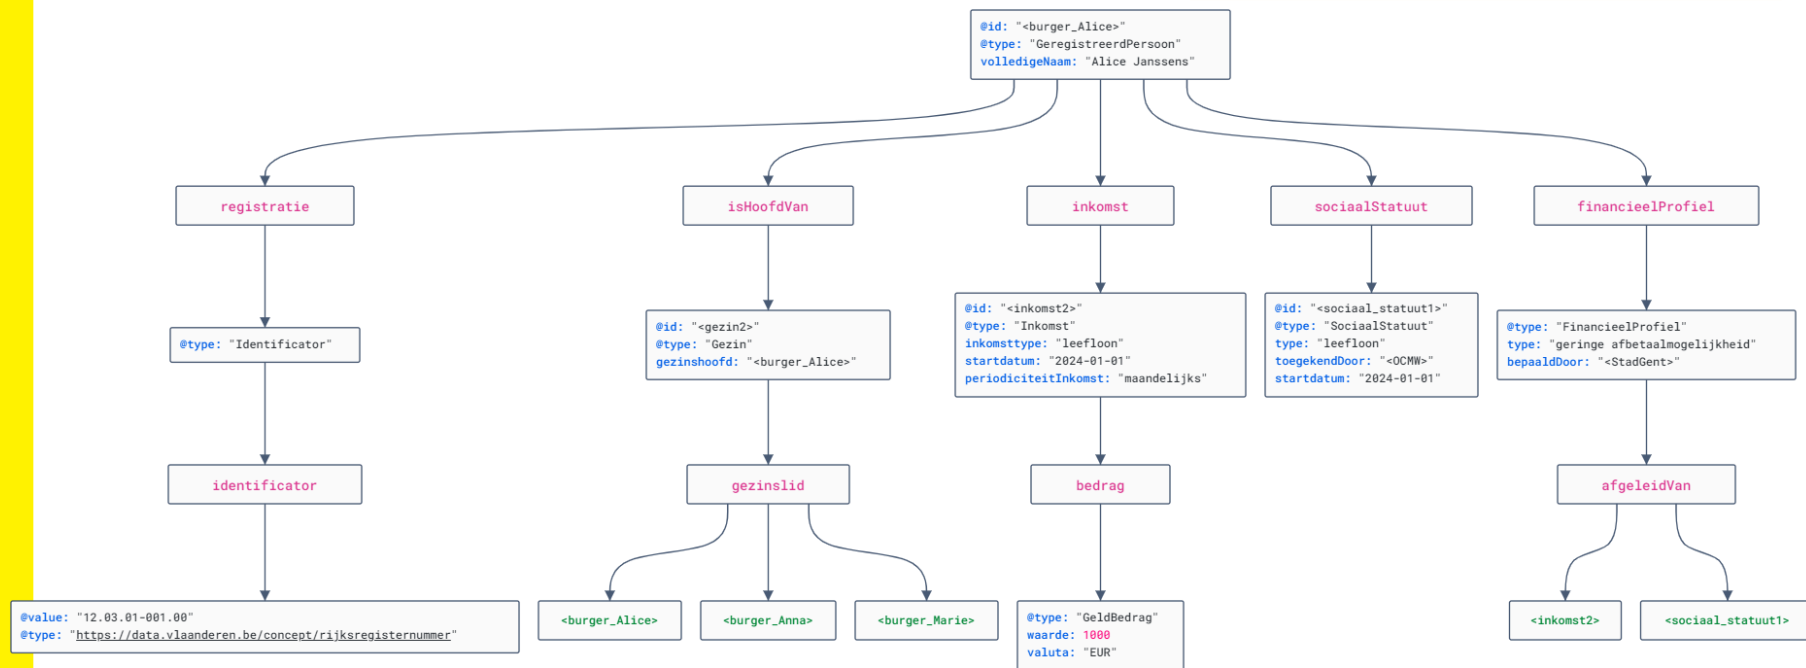 @id: "<burger_Alice>"
@type: "GeregistreerdPersoon"
volledigeNaam: "Alice Janssens"
registratie
isHoofdVan
inkomst
sociaalStatuut
financieelProfiel
@type: "Identificator"
@id: "<gezin2>"
@type: "Gezin"
gezinshoofd: "<burger_Alice>"
@id: "<inkomst2>"
@type: "Inkomst"
inkomsttype: "leefloon"
startdatum: "2024-01-01"
periodiciteitInkomst: "maandelijks"
@id: "<sociaal_statuut1>"
@type: "SociaalStatuut"
type: "leefloon"
toegekendDoor: "<OCMW>"
startdatum: "2024-01-01"
@type: "FinancieelProfiel"
type: "geringe afbetaalmogelijkheid"
bepaaldDoor: "<StadGent>"
identificator
gezinslid
bedrag
afgeleidVan
@value: "12.03.01-001.00"
@type: "https://data.vlaanderen.be/concept/rijksregisternummer"
<burger_Alice>
<burger_Anna>
<burger_Marie>
@type: "GeldBedrag"
waarde: 1000
valuta: "EUR"
<inkomst2>
<sociaal_statuut1>